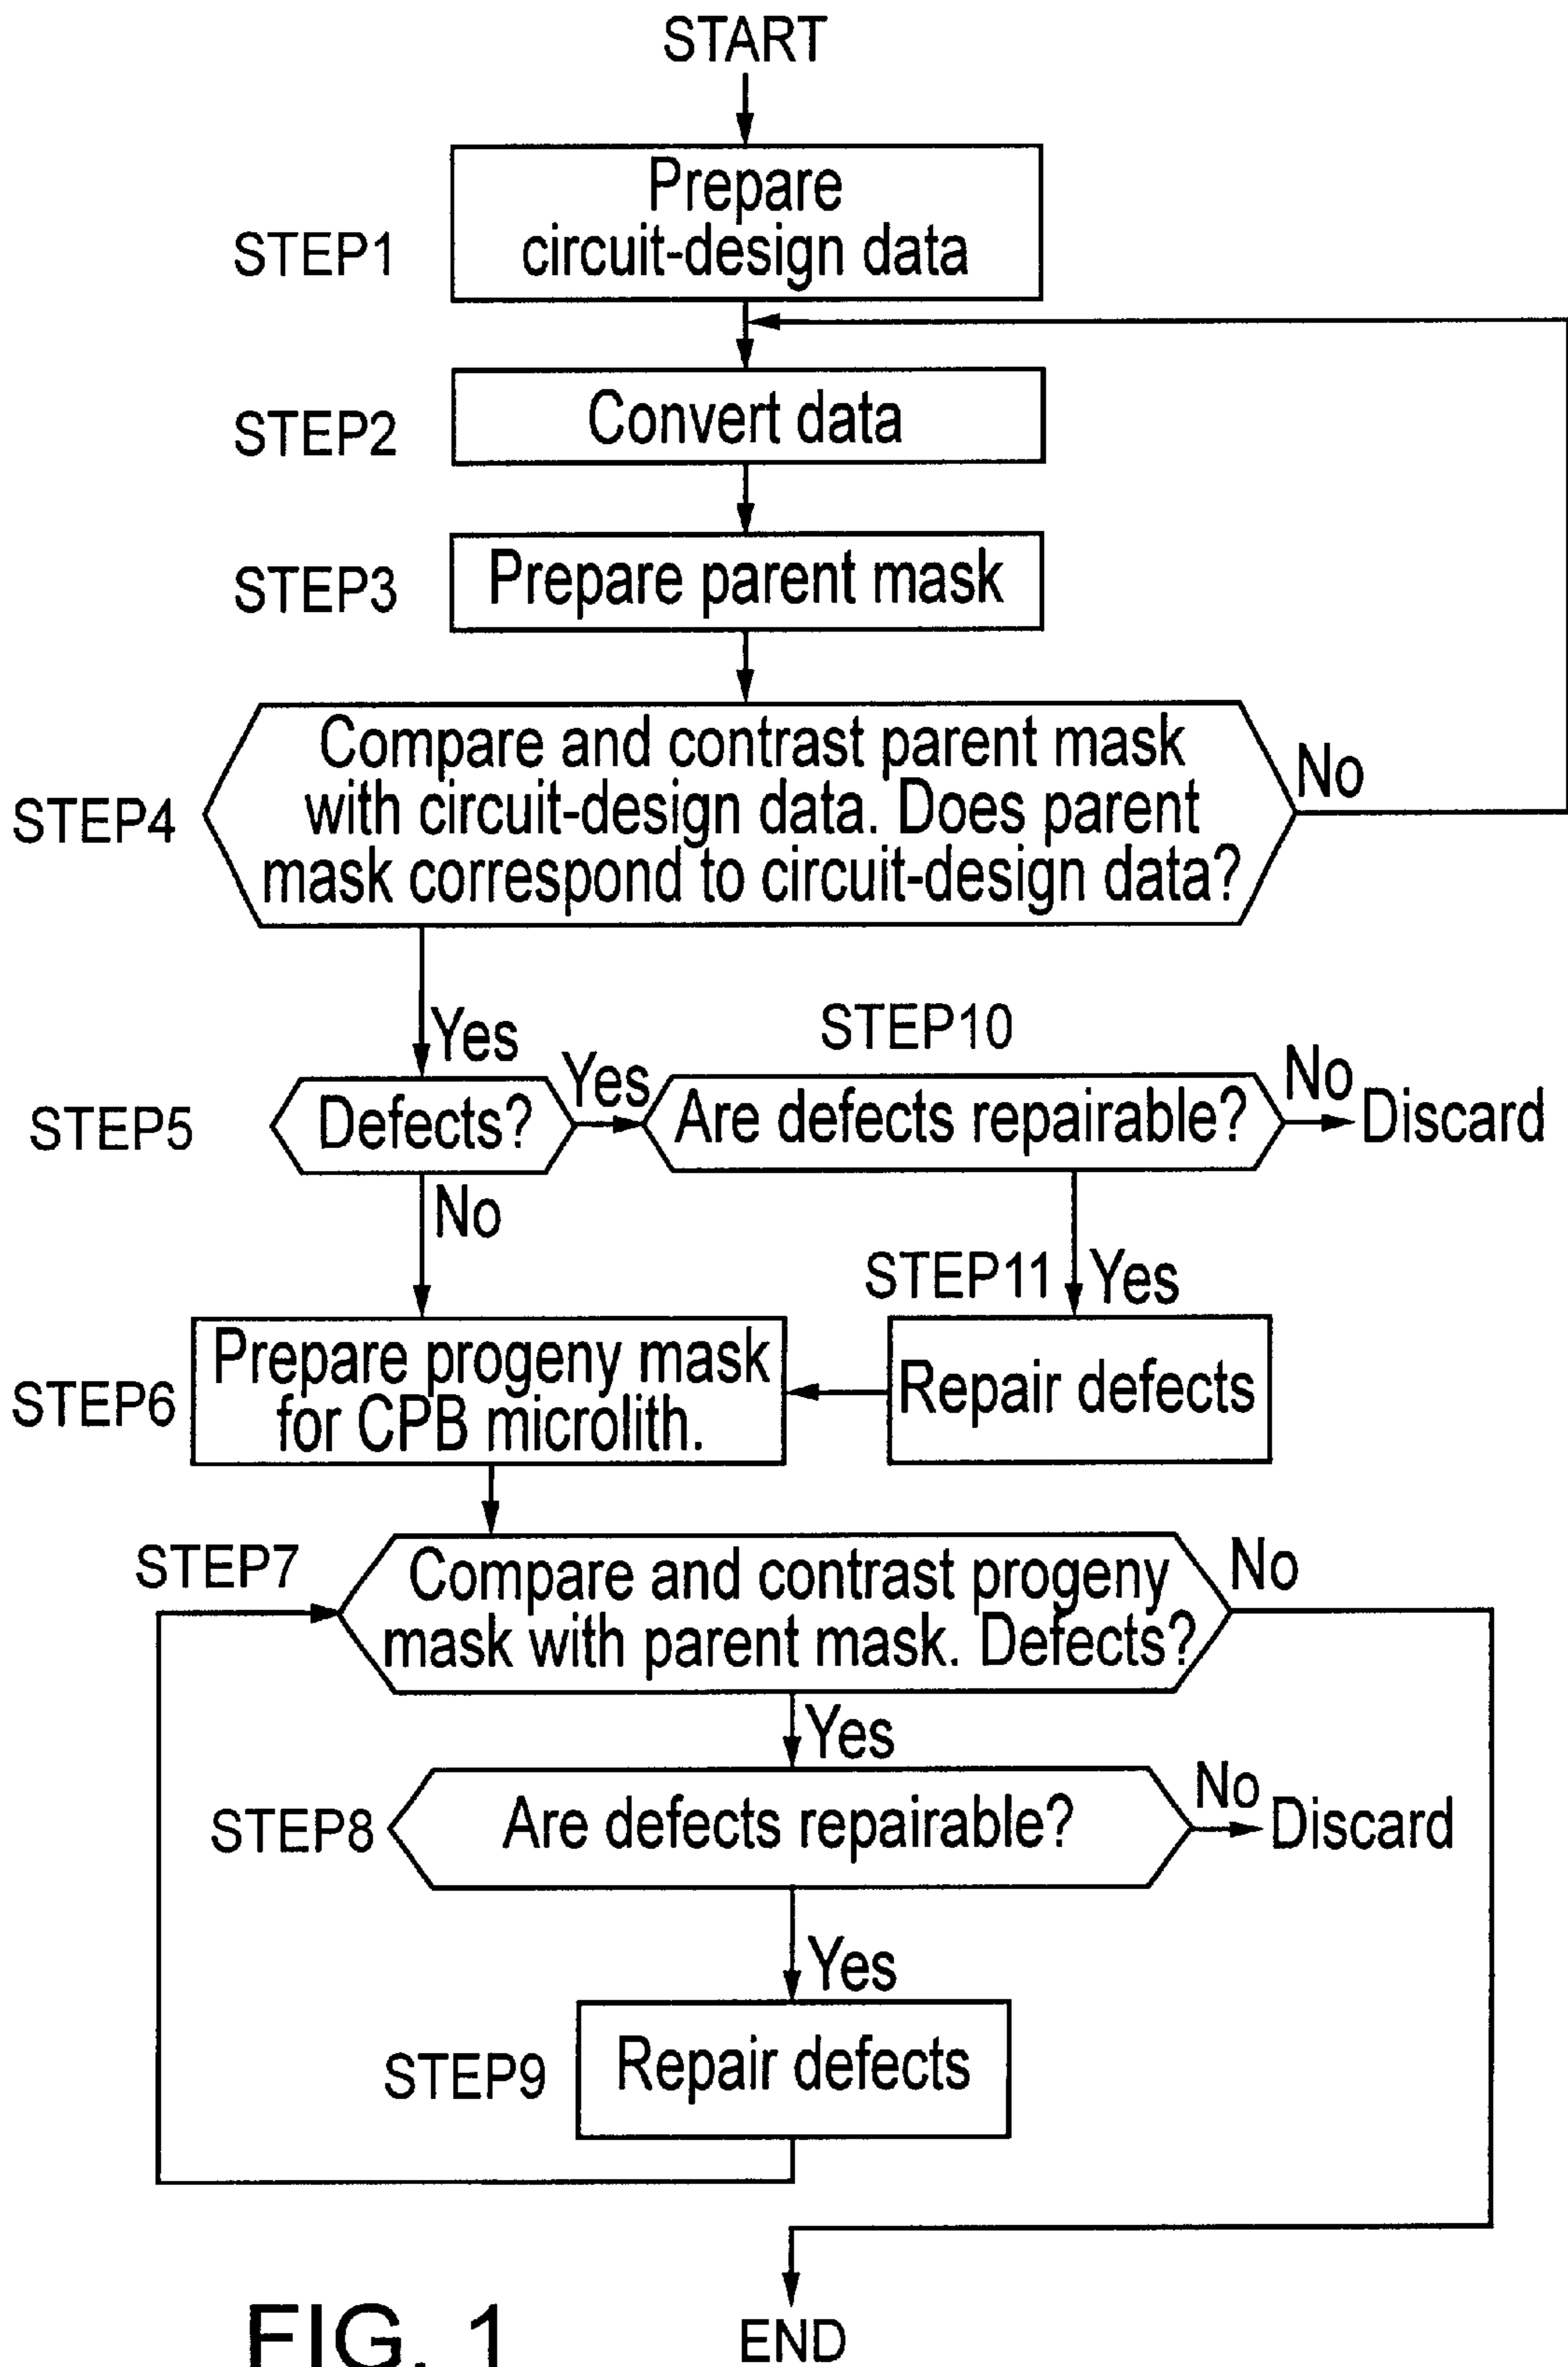 START
Prepare
circuit-design data
STEP1
Convert data
STEP2
Prepare parent mask
STEP3
Compare and contrast parent mask
with circuit-design data. Does parent
mask correspond to circuit-design data?
STEP4
No
Yes
STEP10
STEP5
Defects?
Yes
Are defects repairable?
No
Discard
No
STEP11
Yes
Prepare progeny mask
for CPB microlith.
STEP6
Repair defects
STEP7
Compare and contrast progeny
mask with parent mask. Defects?
No
Yes
STEP8
Are defects repairable?
No
Discard
Yes
STEP9
Repair defects
END
FIG. 1